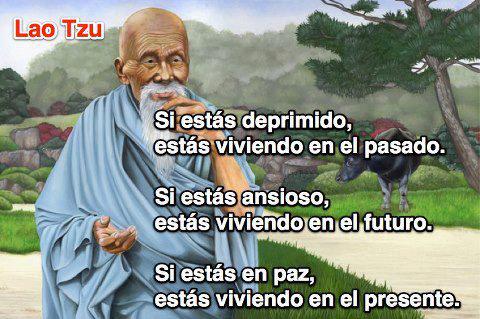 Lao Tzu
Si estás deprimido,
estás viviendo en el pasado.
Si estás ansioso,
estás viviendo en el futuro.
Si estás en paz,
estás viviendo en el presente.